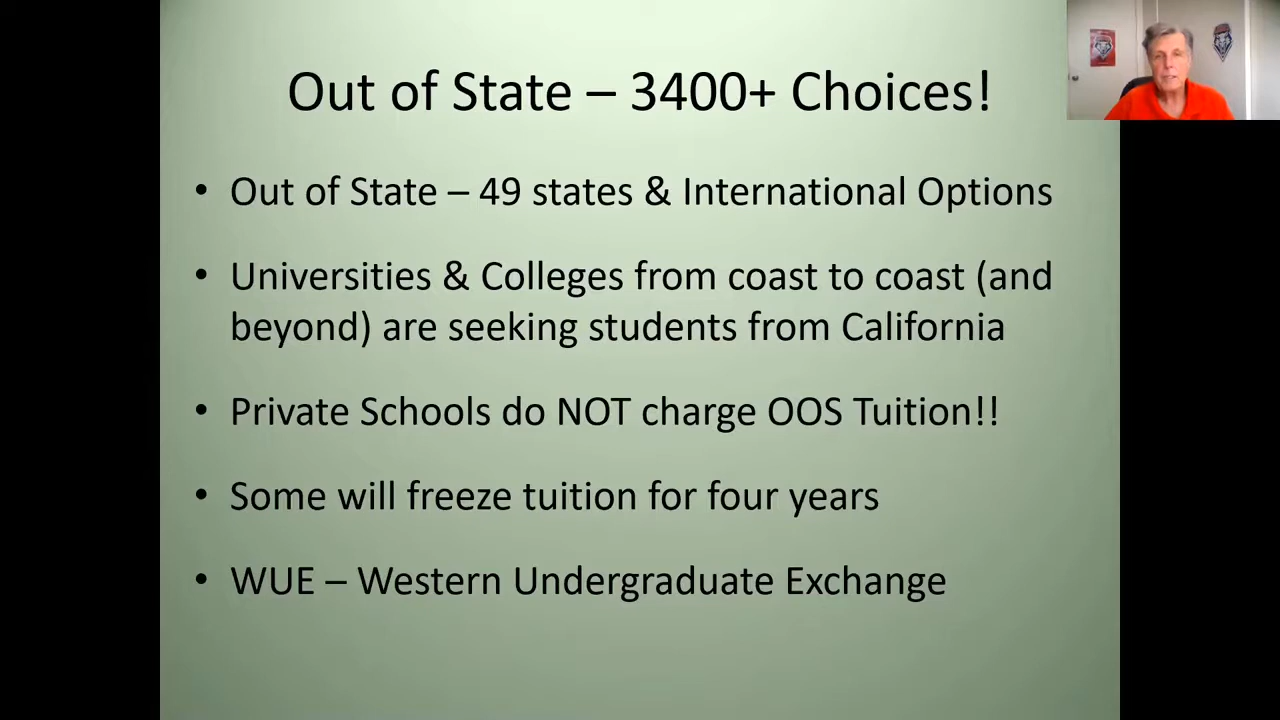 Out of State – 3400+ Choices!
• Out of State – 49 states & International Options
• Universities & Colleges from coast to coast (and
beyond) are seeking students from California
• Private Schools do NOT charge OOS Tuition!!
• Some will freeze tuition for four years
• WUE – Western Undergraduate Exchange